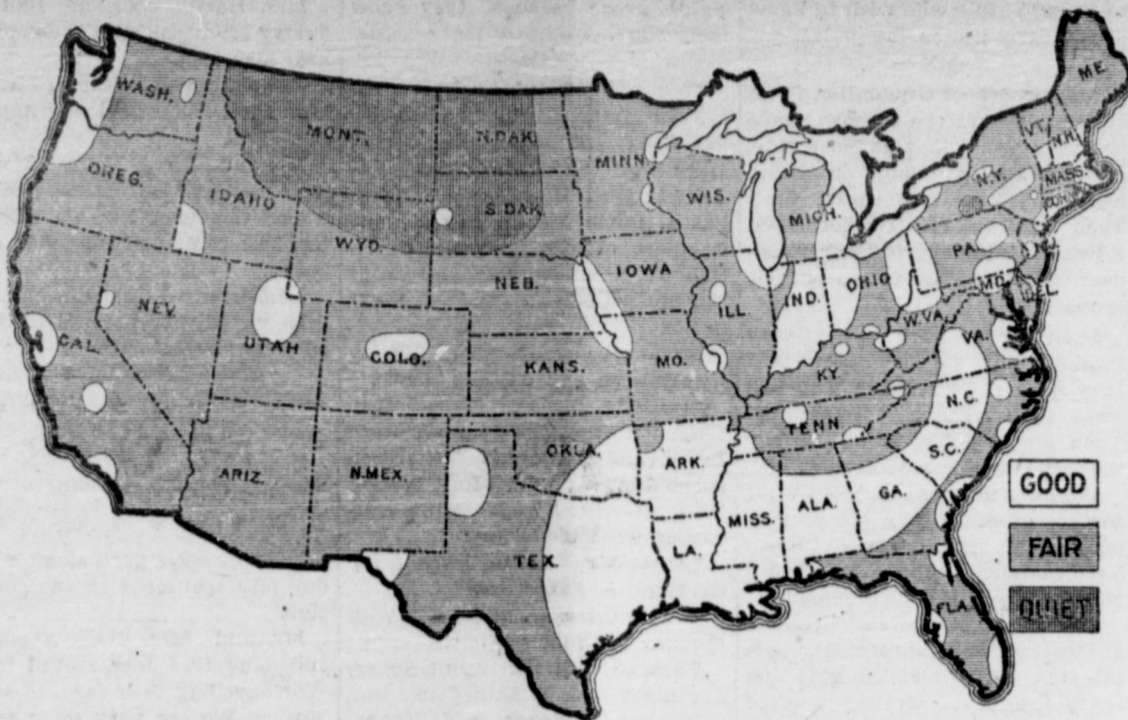 WASH.
MONT.
N.DAK.
MINN.
ME.
VT.
N.H.
OREG.
IDAHO
S.DAK.
WIS.
MICH.
N.Y.
MASS.
WYO.
NEB.
IOWA
PA.
NEV.
UTAH
COLO.
KANS.
MO.
ILL.
IND.
OHIO
W.VA.
MD.
DEL.
VA.
CAL.
KY.
N.C.
TENN
ARIZ.
N.MEX.
OKLA.
ARK.
S.C.
TEX.
LA.
MISS.
ALA.
GA.
FLA.
GOOD
FAIR
QUIET